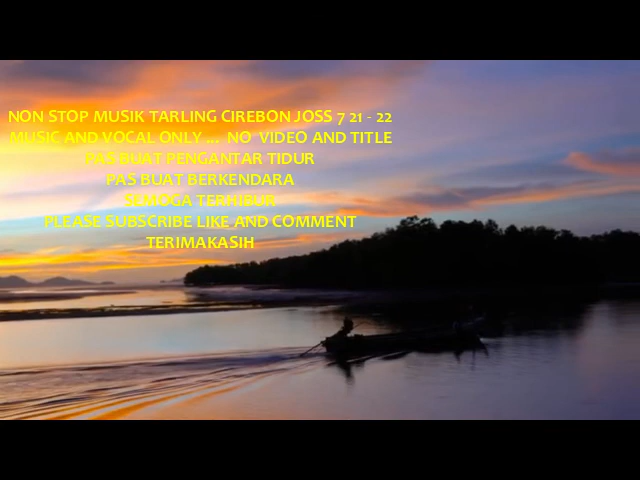 NON STOP MUSIK TARLING CIREBON JOSS 7 21 - 22
MUSIC AND VOCAL ONLY ... NO VIDEO AND TITLE
PAS BUAT PENGANTAR TIDUR
PAS BUAT BERKENDARA
SEMOGA TERHIBUR
PLEASE SUBSCRIBE LIKE AND COMMENT
TERIMAKASIH